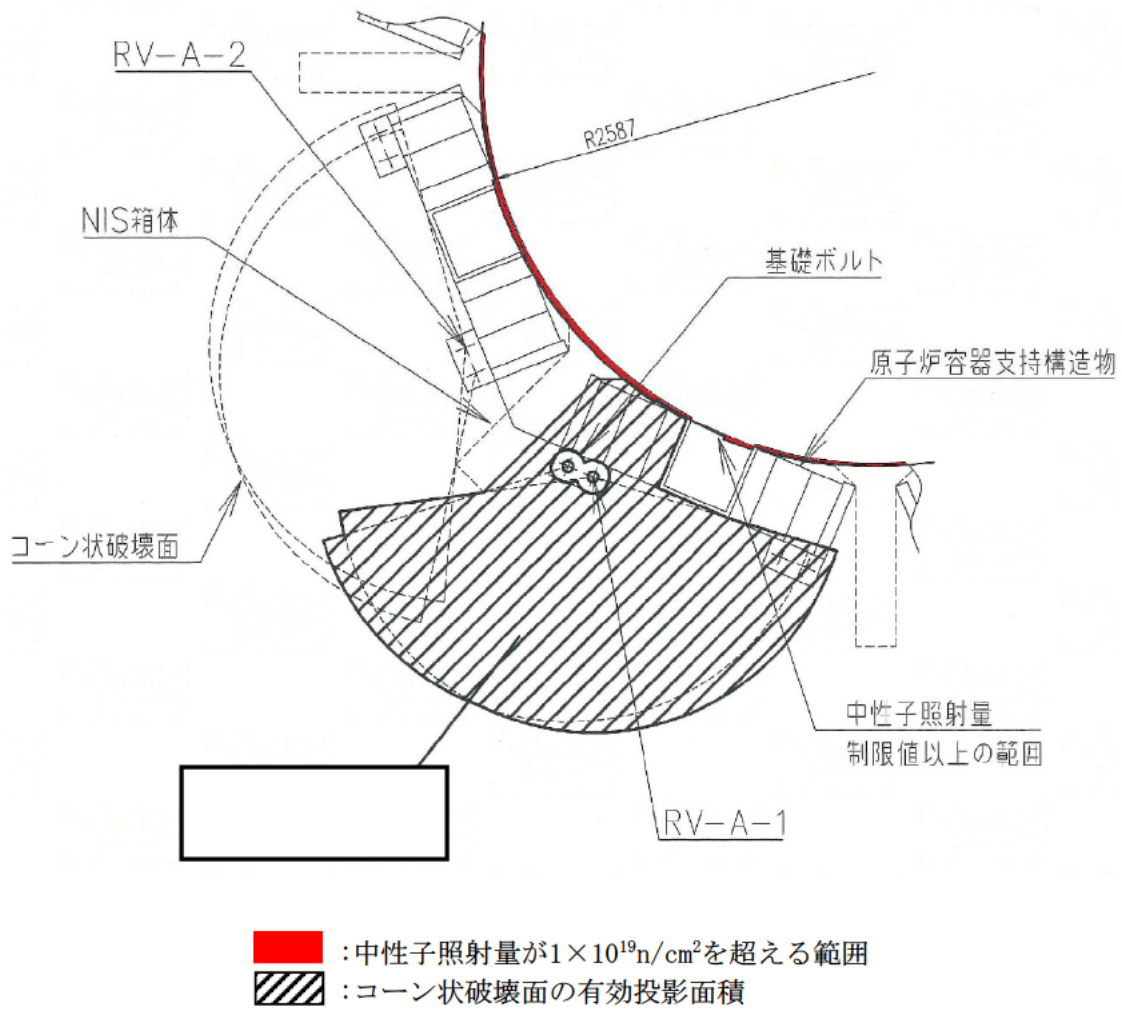 RV-A-2
R2587
NIS箱体
基礎ボルト
原子炉容器支持構造物
コーン状破壊面
中性子照射量
制限値以上の範囲
RV-A-1
:中性子照射量が1×10¹⁹n/cm²を超える範囲
:コーン状破壊面の有効投影面積